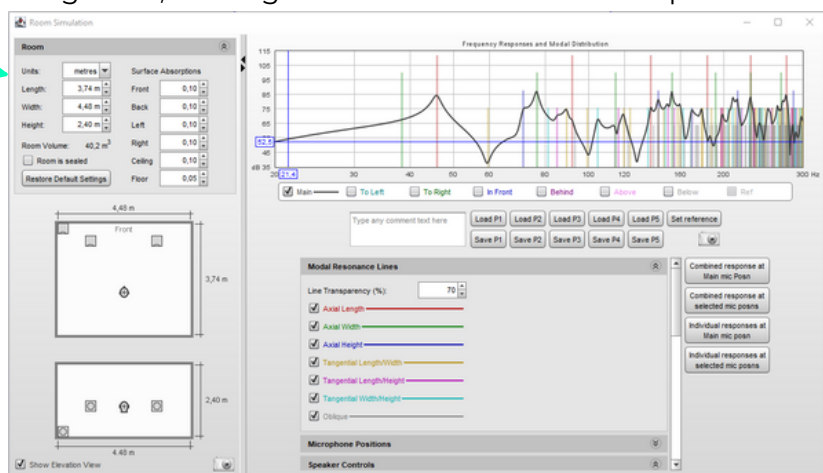 Room Simulation
Room
Units: metres
Surface Absorptions
Length: 3,74 m
Front 0,10
Width: 4,48 m
Back 0,10
Height: 2,40 m
Left 0,10
Room Volume: 40,2 m3
Right 0,10
Room is sealed
Ceiling 0,10
Restore Default Settings
Floor 0,05
4,48 m
Front
3,74 m
2,40 m
4.48 m
Show Elevation View
Frequency Responses and Modal Distribution
115
105
95
85
75
65
52,5
45
dB 35
20 21,4 30 40 50 60 70 80 100 120 140 160 200 300 Hz
Main To Left To Right In Front Behind Above Below Ref
Type any comment text here
Load P1 Load P2 Load P3 Load P4 Load P5 Set reference
Save P1 Save P2 Save P3 Save P4 Save P5
Modal Resonance Lines
Line Transparency (%): 70
Axial Length
Axial Width
Axial Height
Tangential Length/Width
Tangential Length/Height
Tangential Width/Height
Oblique
Microphone Positions
Speaker Controls
Combined response at
Main mic Posn
Combined response at
selected mic posns
Individual responses at
Main mic posn
Individual responses at
selected mic posns